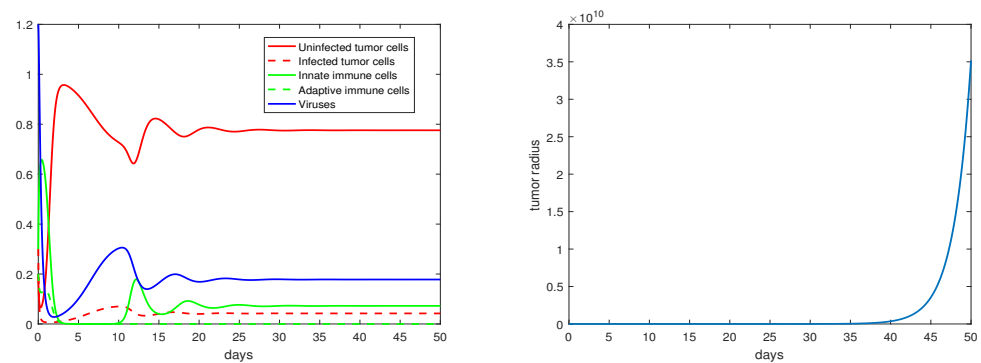 1.2
1
0.8
0.6
0.4
0.2
0
0 5 10 15 20 25 30 35 40 45 50
days
Uninfected tumor cells
Infected tumor cells
Innate immune cells
Adaptive immune cells
Viruses
4 × 10^10
3.5
3
2.5
2
1.5
1
0.5
0
tumor radius
0 5 10 15 20 25 30 35 40 45 50
days